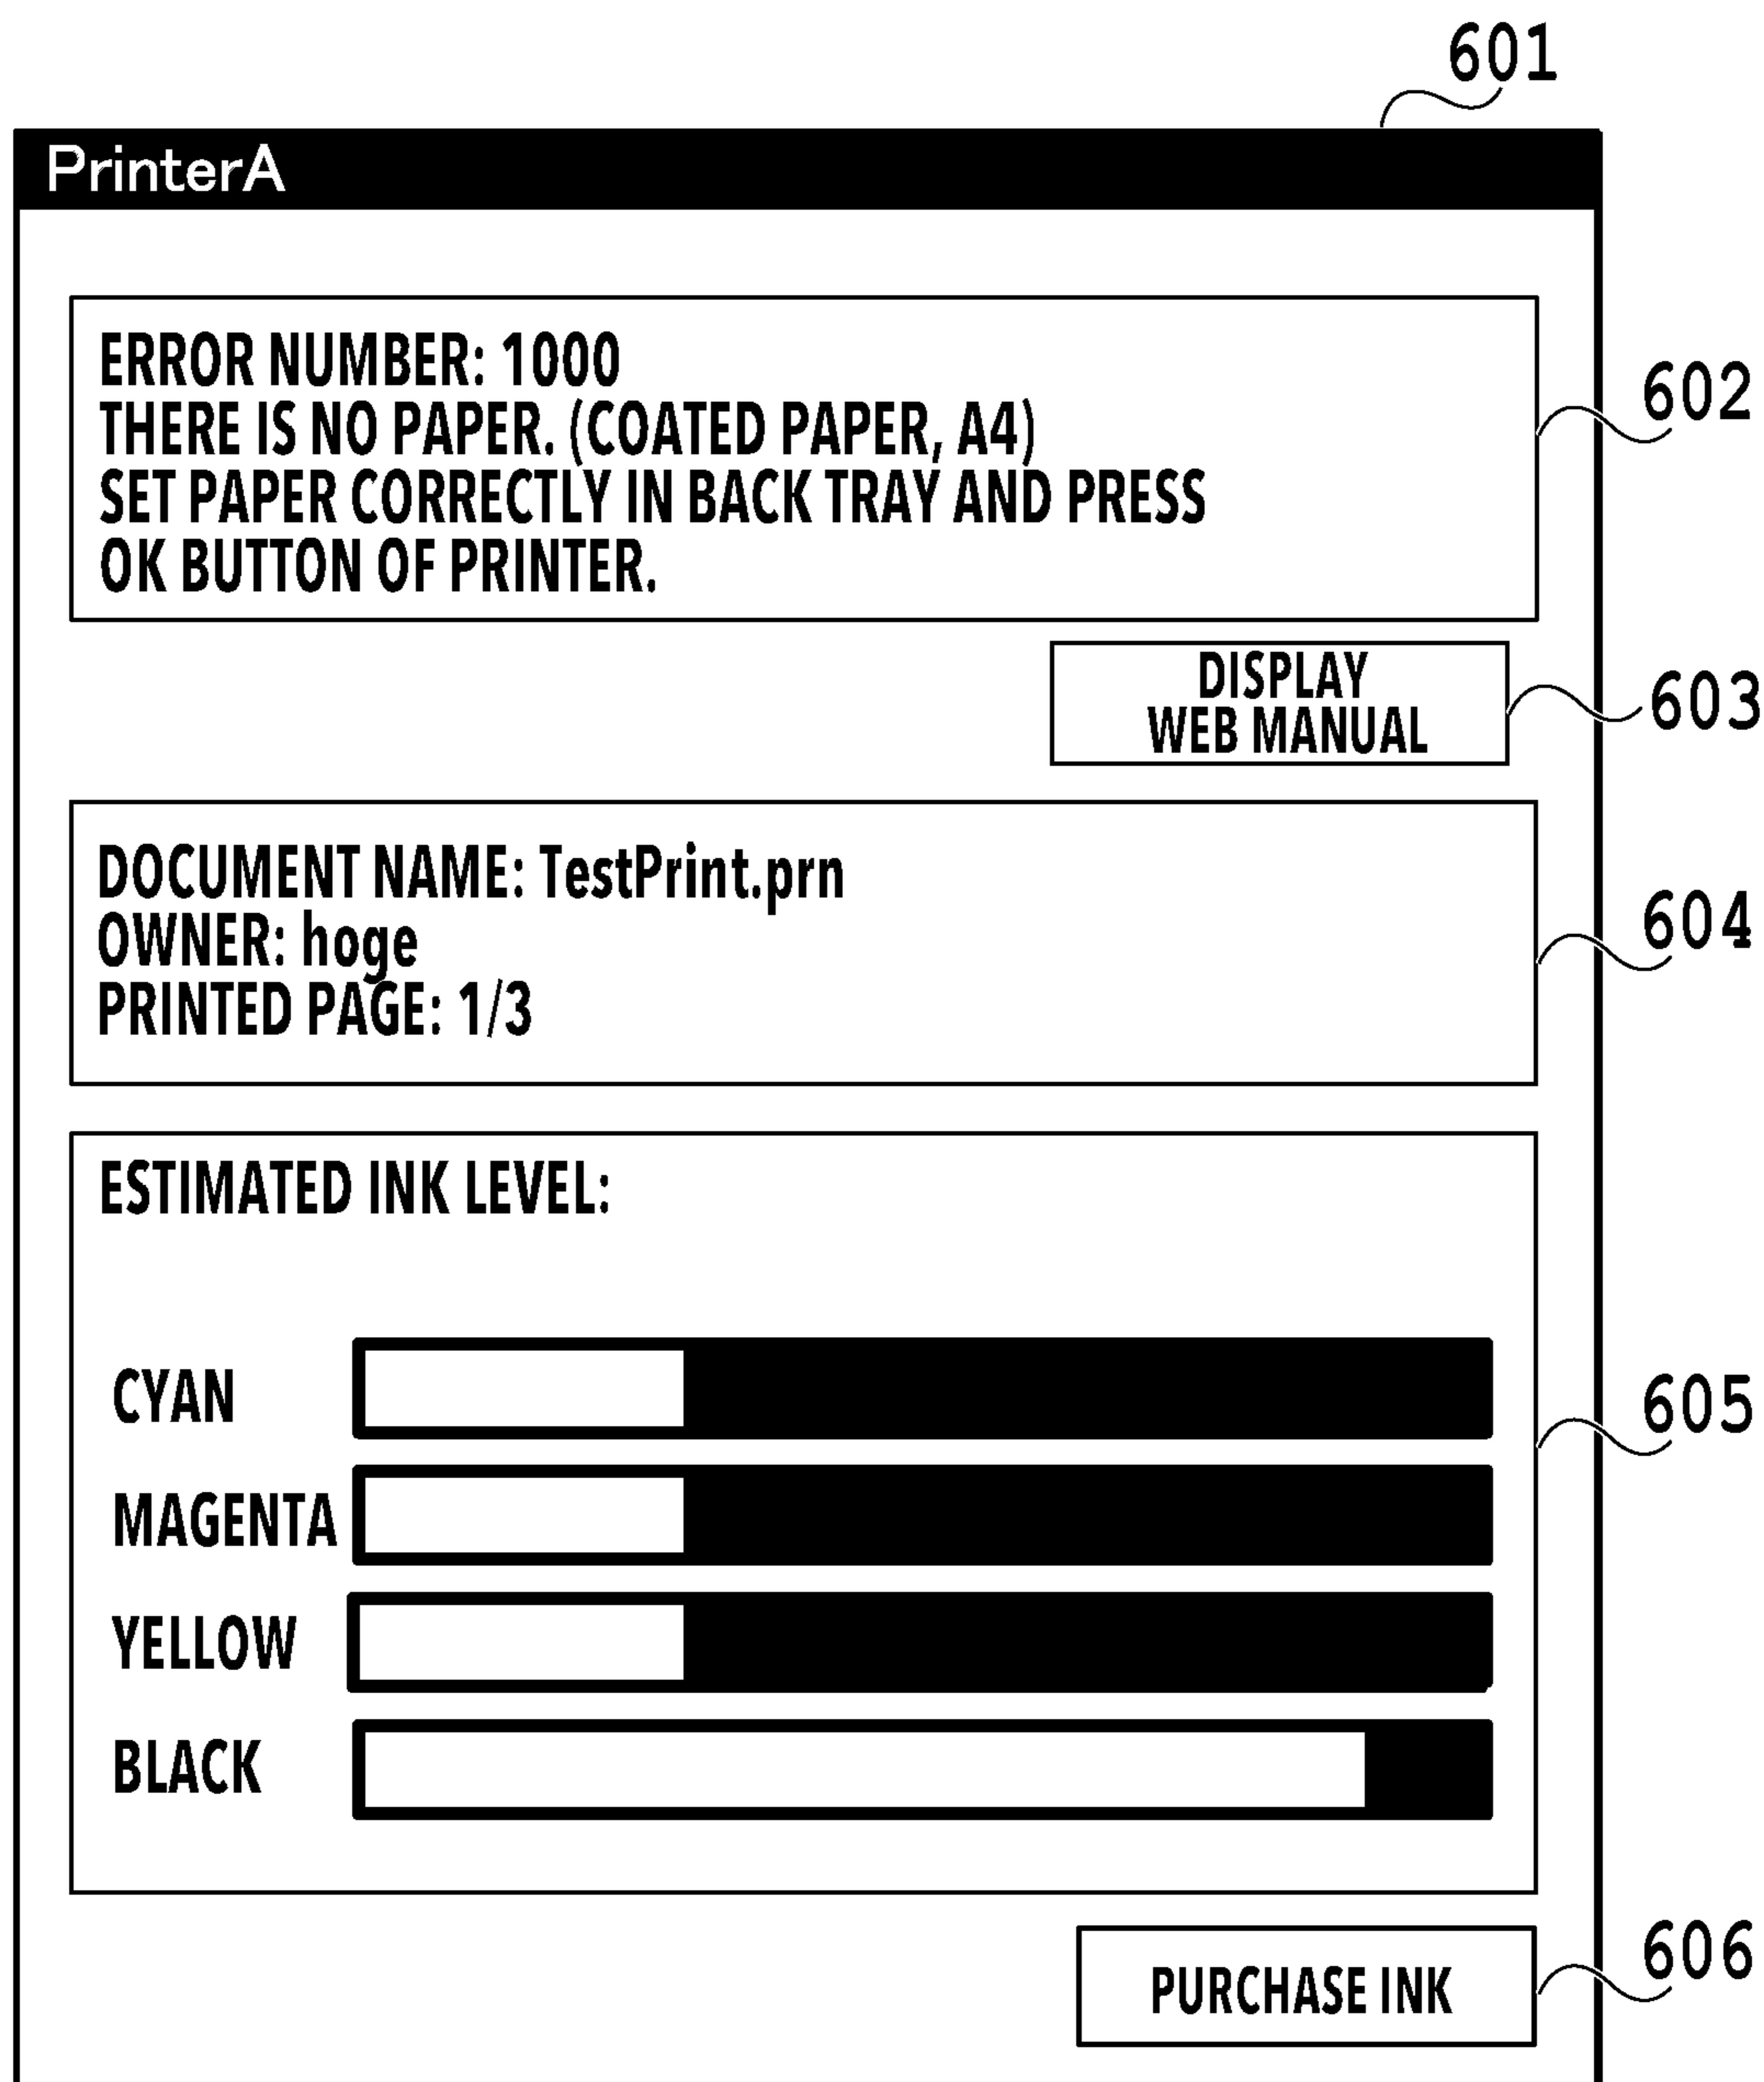 601
PrinterA
ERROR NUMBER: 1000
THERE IS NO PAPER. (COATED PAPER, A4)
SET PAPER CORRECTLY IN BACK TRAY AND PRESS
OK BUTTON OF PRINTER.
602
DISPLAY
WEB MANUAL
603
DOCUMENT NAME: TestPrint.prn
OWNER: hoge
PRINTED PAGE: 1/3
604
ESTIMATED INK LEVEL:
CYAN
MAGENTA
YELLOW
BLACK
605
PURCHASE INK
606